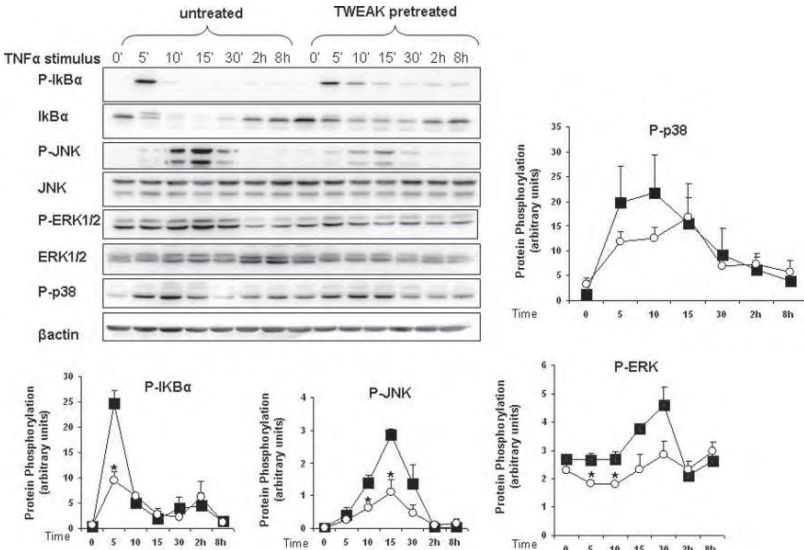 untreated TWEAK pretreated
TNFα stimulus 0' 5' 10' 15' 30' 2h 8h 0' 5' 10' 15' 30' 2h 8h
P-IkBα
IkBα
P-JNK
JNK
P-ERK1/2
ERK1/2
P-p38
βactin
P-p38
Protein Phosphorylation
(arbitrary units)
35
30
25
20
15
10
5
0
Time 0 5 10 15 30 2h 8h
P-IKBα
Protein Phosphorylation
(arbitrary units)
30
25
20
15
10
5
0
*
Time 0 5 10 15 30 2h 8h
P-JNK
Protein Phosphorylation
(arbitrary units)
4
3
2
1
0
* *
Time 0 5 10 15 30 2h 8h
P-ERK
Protein Phosphorylation
(arbitrary units)
6
5
4
3
2
1
0
* *
Time 0 5 10 15 30 2h 8h